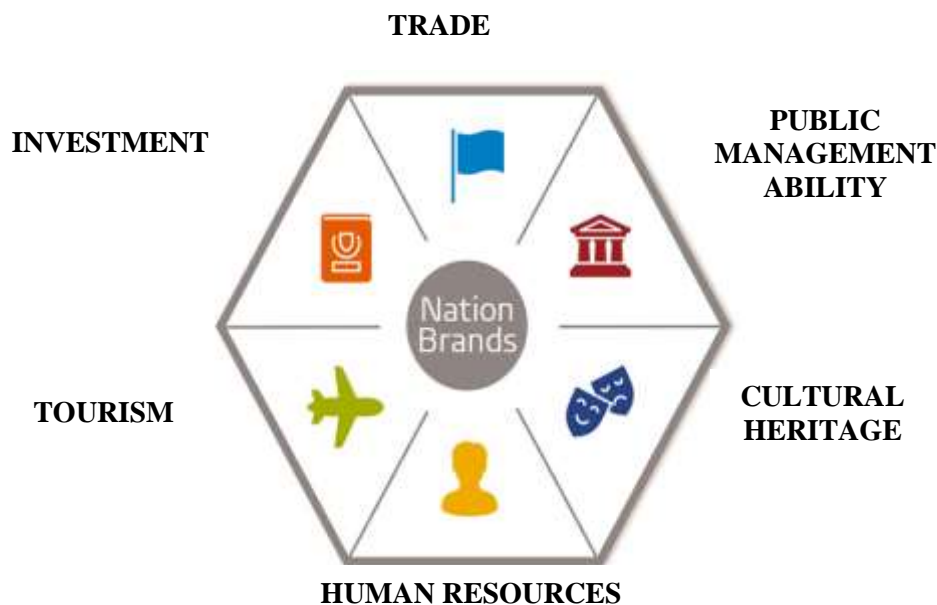 TRADE
INVESTMENT
PUBLIC
MANAGEMENT
ABILITY
Nation
Brands
TOURISM
CULTURAL
HERITAGE
HUMAN RESOURCES